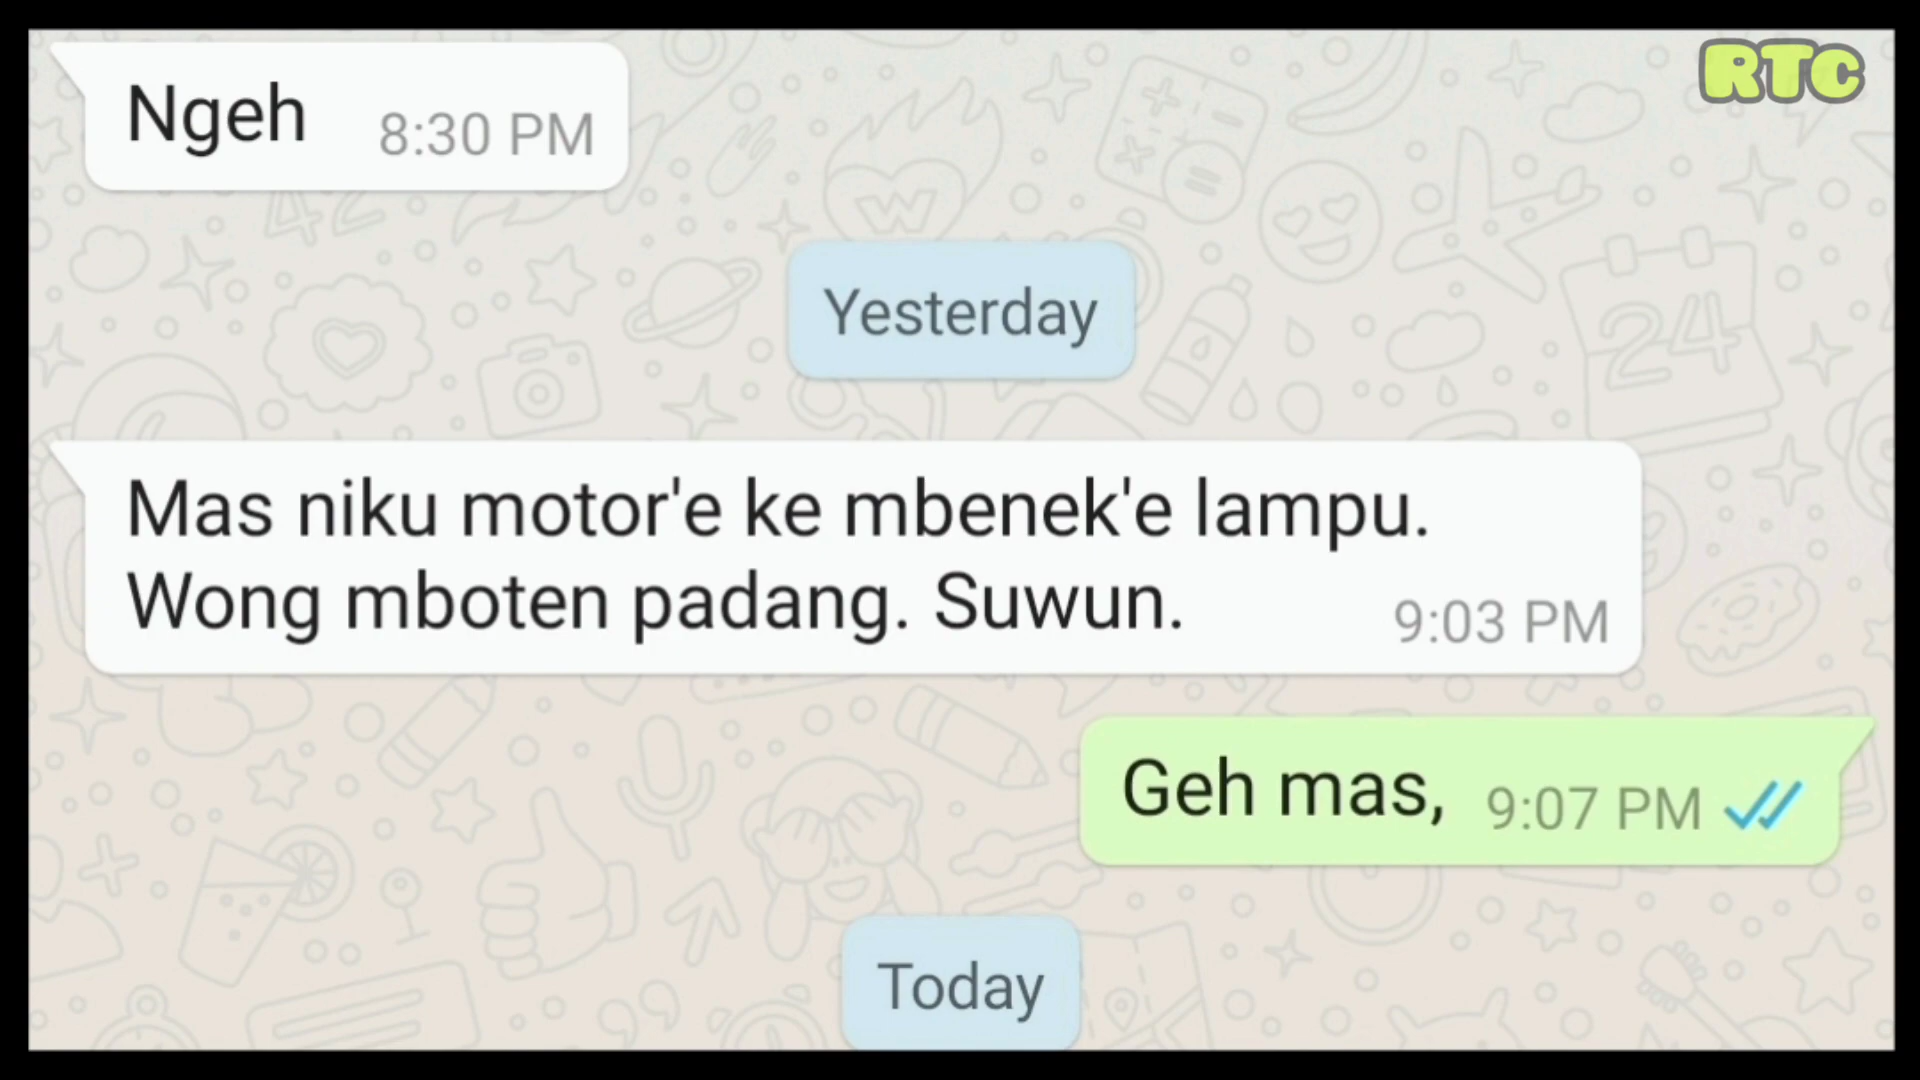 RTC
Ngeh 8:30 PM
Yesterday
Mas niku motor'e ke mbenek'e lampu.
Wong mboten padang. Suwun. 9:03 PM
Geh mas, 9:07 PM
Today